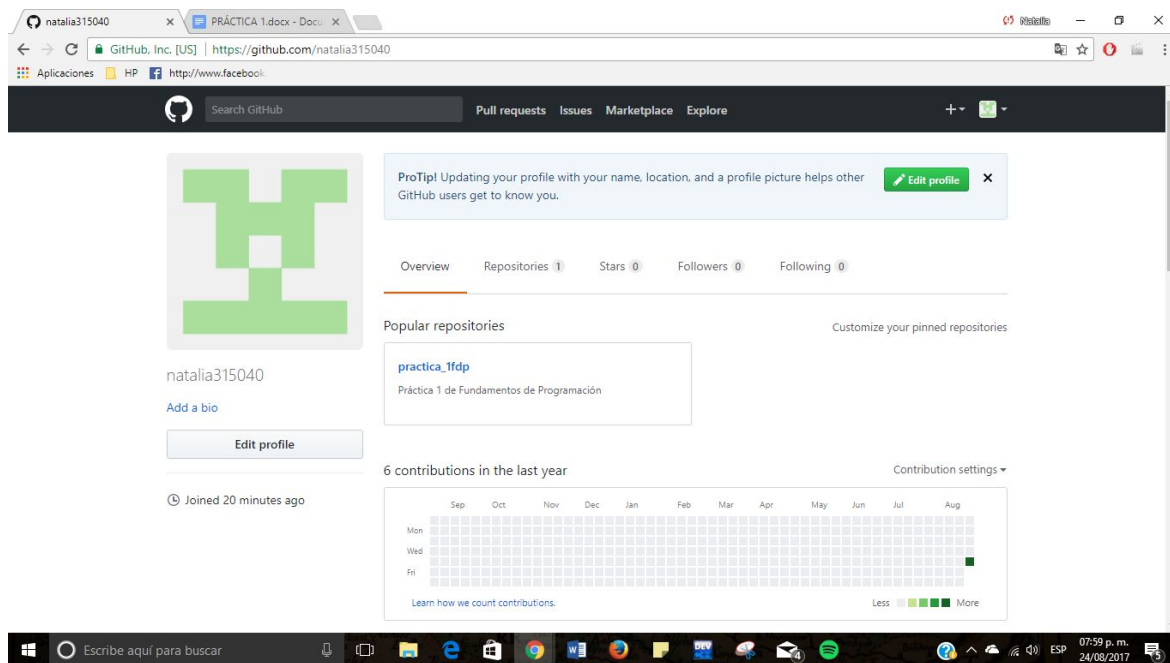 natalia315040
PRÁCTICA 1.docx - Docu
Natalia
GitHub, Inc. [US] | https://github.com/natalia315040
Aplicaciones HP http://www.facebook
Search GitHub Pull requests Issues Marketplace Explore
ProTip! Updating your profile with your name, location, and a profile picture helps other
GitHub users get to know you.
Edit profile
Overview Repositories 1 Stars 0 Followers 0 Following 0
Popular repositories Customize your pinned repositories
practica_1fdp
Práctica 1 de Fundamentos de Programación
natalia315040
Add a bio
Edit profile
Joined 20 minutes ago
6 contributions in the last year Contribution settings
Sep Oct Nov Dec Jan Feb Mar Apr May Jun Jul Aug
Mon
Wed
Fri
Learn how we count contributions. Less More
Escribe aquí para buscar
DEV
4
ESP
07:59 p. m.
24/08/2017
5